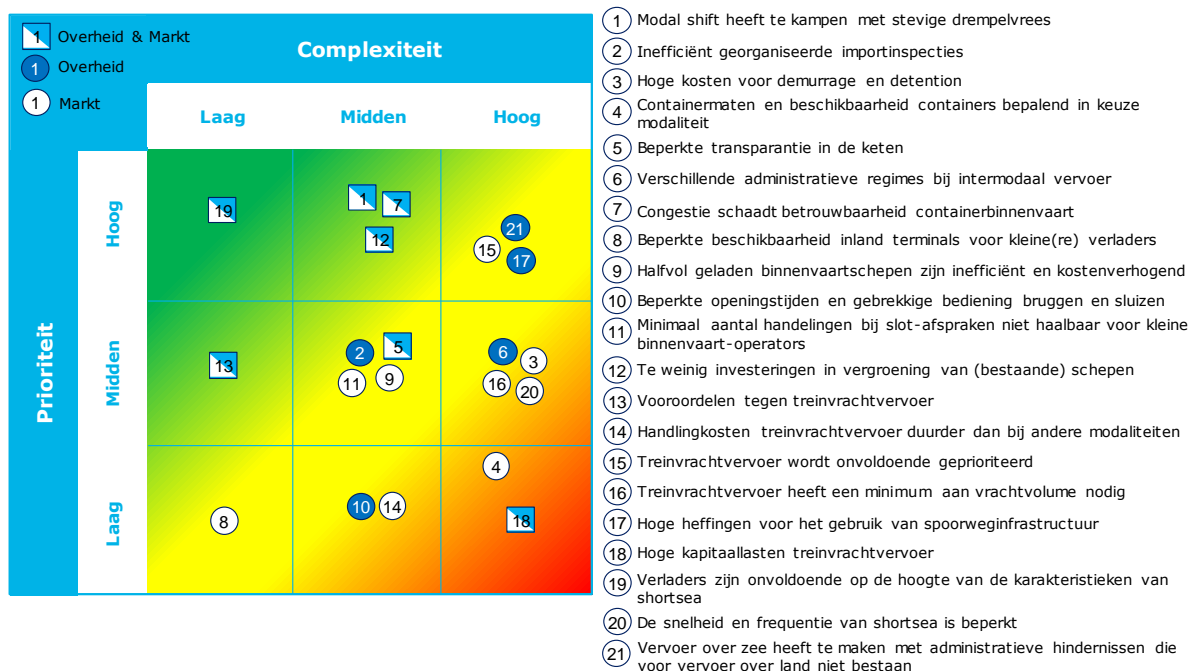 1 Overheid & Markt
1 Overheid
1 Markt
Complexiteit
Laag Midden Hoog
Prioriteit
Hoog
Midden
Laag
19
1
7
12
21
15
17
13
2
5
11
9
6
3
16
20
8
10
14
4
18
1 Modal shift heeft te kampen met stevige drempelvrees
2 Inefficiënt georganiseerde importinspecties
3 Hoge kosten voor demurrage en detention
4 Containermaten en beschikbaarheid containers bepalend in keuze
modaliteit
5 Beperkte transparantie in de keten
6 Verschillende administratieve regimes bij intermodaal vervoer
7 Congestie schaadt betrouwbaarheid containerbinnenvaart
8 Beperkte beschikbaarheid inland terminals voor kleine(re) verladers
9 Halfvol geladen binnenvaartschepen zijn inefficiënt en kostenverhogend
10 Beperkte openingstijden en gebrekkige bediening bruggen en sluizen
11 Minimaal aantal handelingen bij slot-afspraken niet haalbaar voor kleine
binnenvaart-operators
12 Te weinig investeringen in vergroening van (bestaande) schepen
13 Vooroordelen tegen treinvrachtvervoer
14 Handlingkosten treinvrachtvervoer duurder dan bij andere modaliteiten
15 Treinvrachtvervoer wordt onvoldoende geprioriteerd
16 Treinvrachtvervoer heeft een minimum aan vrachtvolume nodig
17 Hoge heffingen voor het gebruik van spoorweginfrastructuur
18 Hoge kapitaallasten treinvrachtvervoer
19 Verladers zijn onvoldoende op de hoogte van de karakteristieken van
shortsea
20 De snelheid en frequentie van shortsea is beperkt
21 Vervoer over zee heeft te maken met administratieve hindernissen die
voor vervoer over land niet bestaan